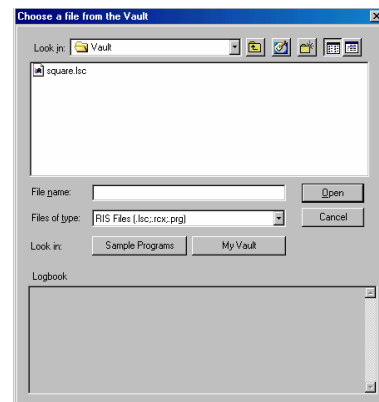 Choose a file from the Vault
Look in: Vault
square.lsc
File name: Open
Files of type: RIS Files (.lsc;.rcx;.prg) Cancel
Look in: Sample Programs My Vault
Logbook